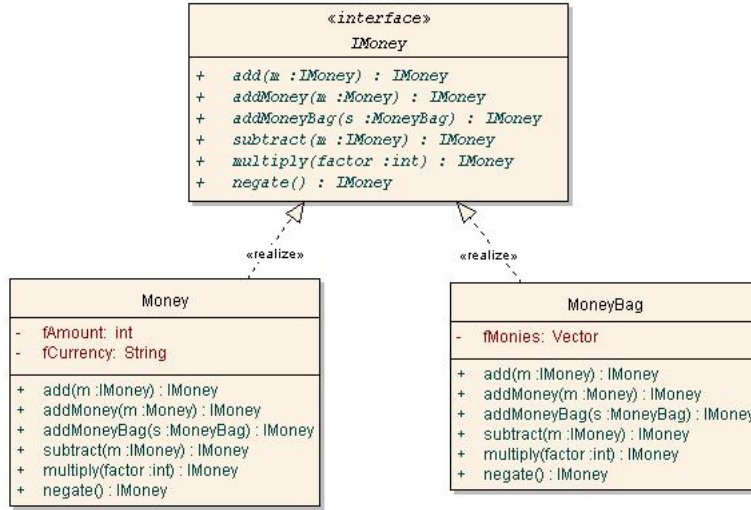 «interface»
IMoney
+ add(m :IMoney) : IMoney
+ addMoney(m :Money) : IMoney
+ addMoneyBag(s :MoneyBag) : IMoney
+ subtract(m :IMoney) : IMoney
+ multiply(factor :int) : IMoney
+ negate() : IMoney
«realize»
«realize»
Money
- fAmount: int
- fCurrency: String
+ add(m :IMoney) : IMoney
+ addMoney(m :Money) : IMoney
+ addMoneyBag(s :MoneyBag) : IMoney
+ subtract(m :IMoney) : IMoney
+ multiply(factor :int) : IMoney
+ negate() : IMoney
MoneyBag
- fMonies: Vector
+ add(m :IMoney) : IMoney
+ addMoney(m :Money) : IMoney
+ addMoneyBag(s :MoneyBag) : IMoney
+ subtract(m :IMoney) : IMoney
+ multiply(factor :int) : IMoney
+ negate() : IMoney